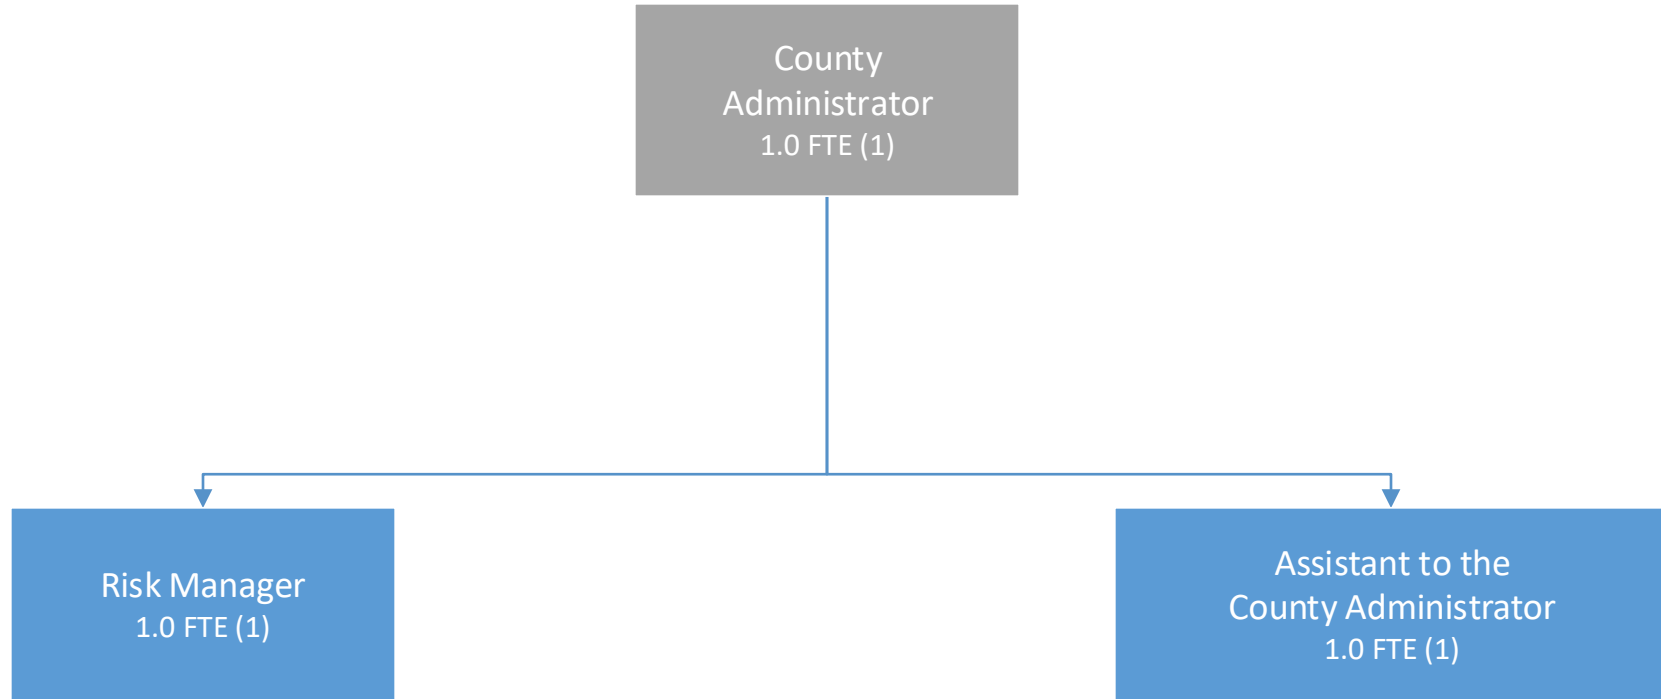 County
Administrator
1.0 FTE (1)
Risk Manager
1.0 FTE (1)
Assistant to the
County Administrator
1.0 FTE (1)